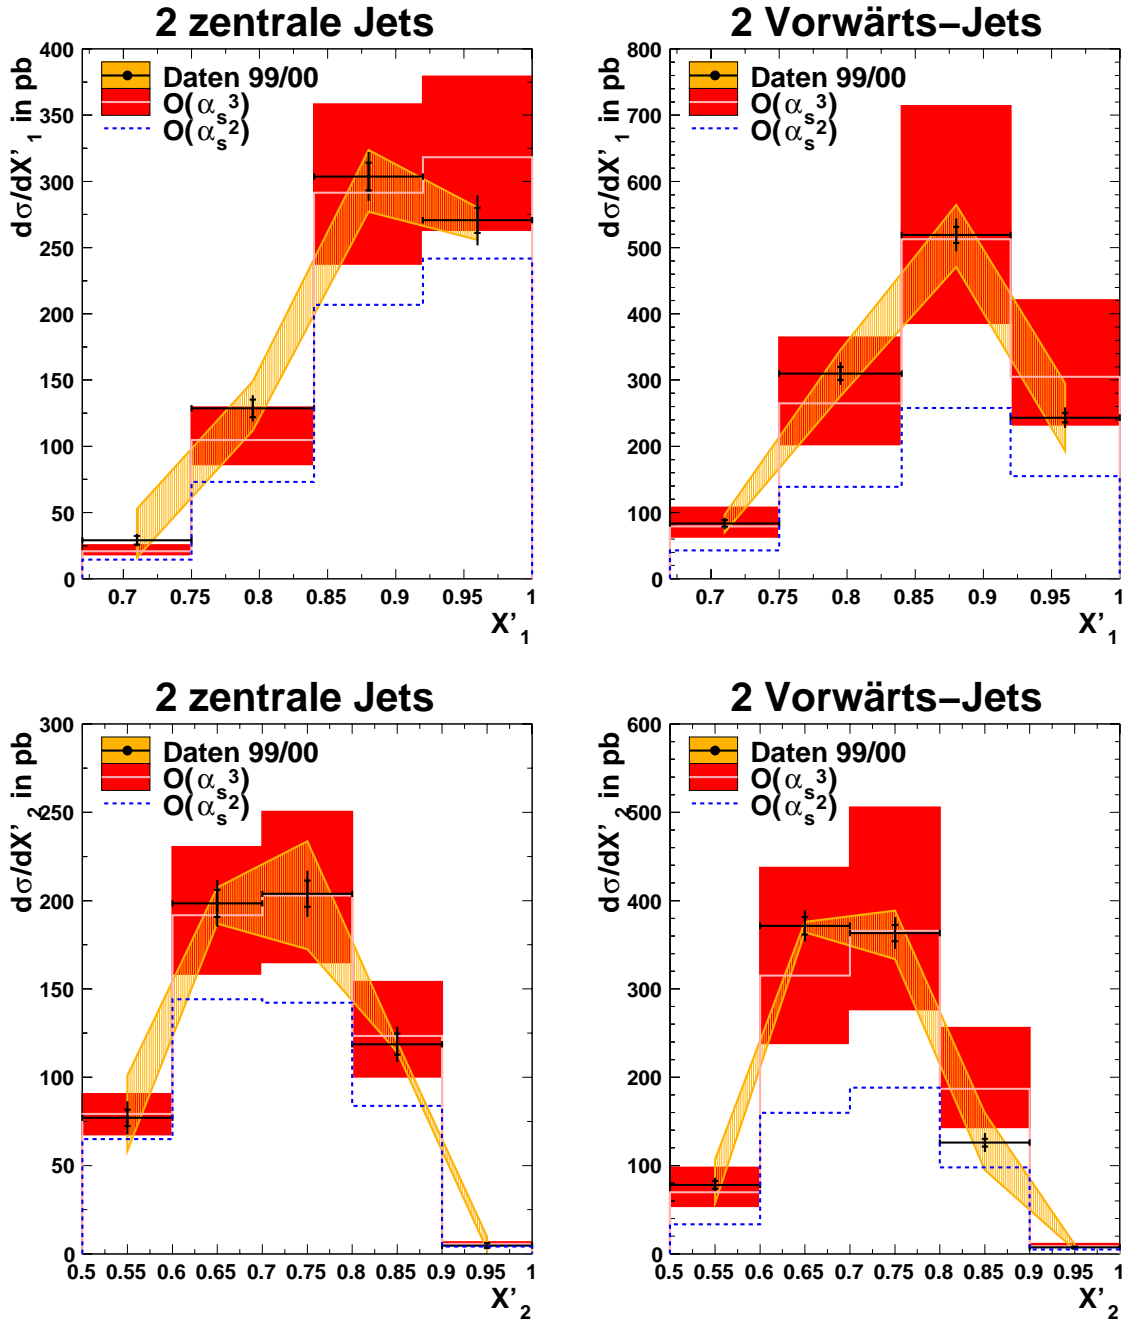 2 zentrale Jets
dσ/dX'₁ in pb
400
350
300
250
200
150
100
50
0
Daten 99/00
O(αₛ³)
O(αₛ²)
0.7 0.75 0.8 0.85 0.9 0.95 1
X'₁
2 Vorwärts-Jets
dσ/dX'₁ in pb
800
700
600
500
400
300
200
100
0
Daten 99/00
O(αₛ³)
O(αₛ²)
0.7 0.75 0.8 0.85 0.9 0.95 1
X'₁
2 zentrale Jets
dσ/dX'₂ in pb
300
250
200
150
100
50
0
Daten 99/00
O(αₛ³)
O(αₛ²)
0.5 0.55 0.6 0.65 0.7 0.75 0.8 0.85 0.9 0.95 1
X'₂
2 Vorwärts-Jets
dσ/dX'₂ in pb
600
500
400
300
200
100
0
Daten 99/00
O(αₛ³)
O(αₛ²)
0.5 0.55 0.6 0.65 0.7 0.75 0.8 0.85 0.9 0.95 1
X'₂